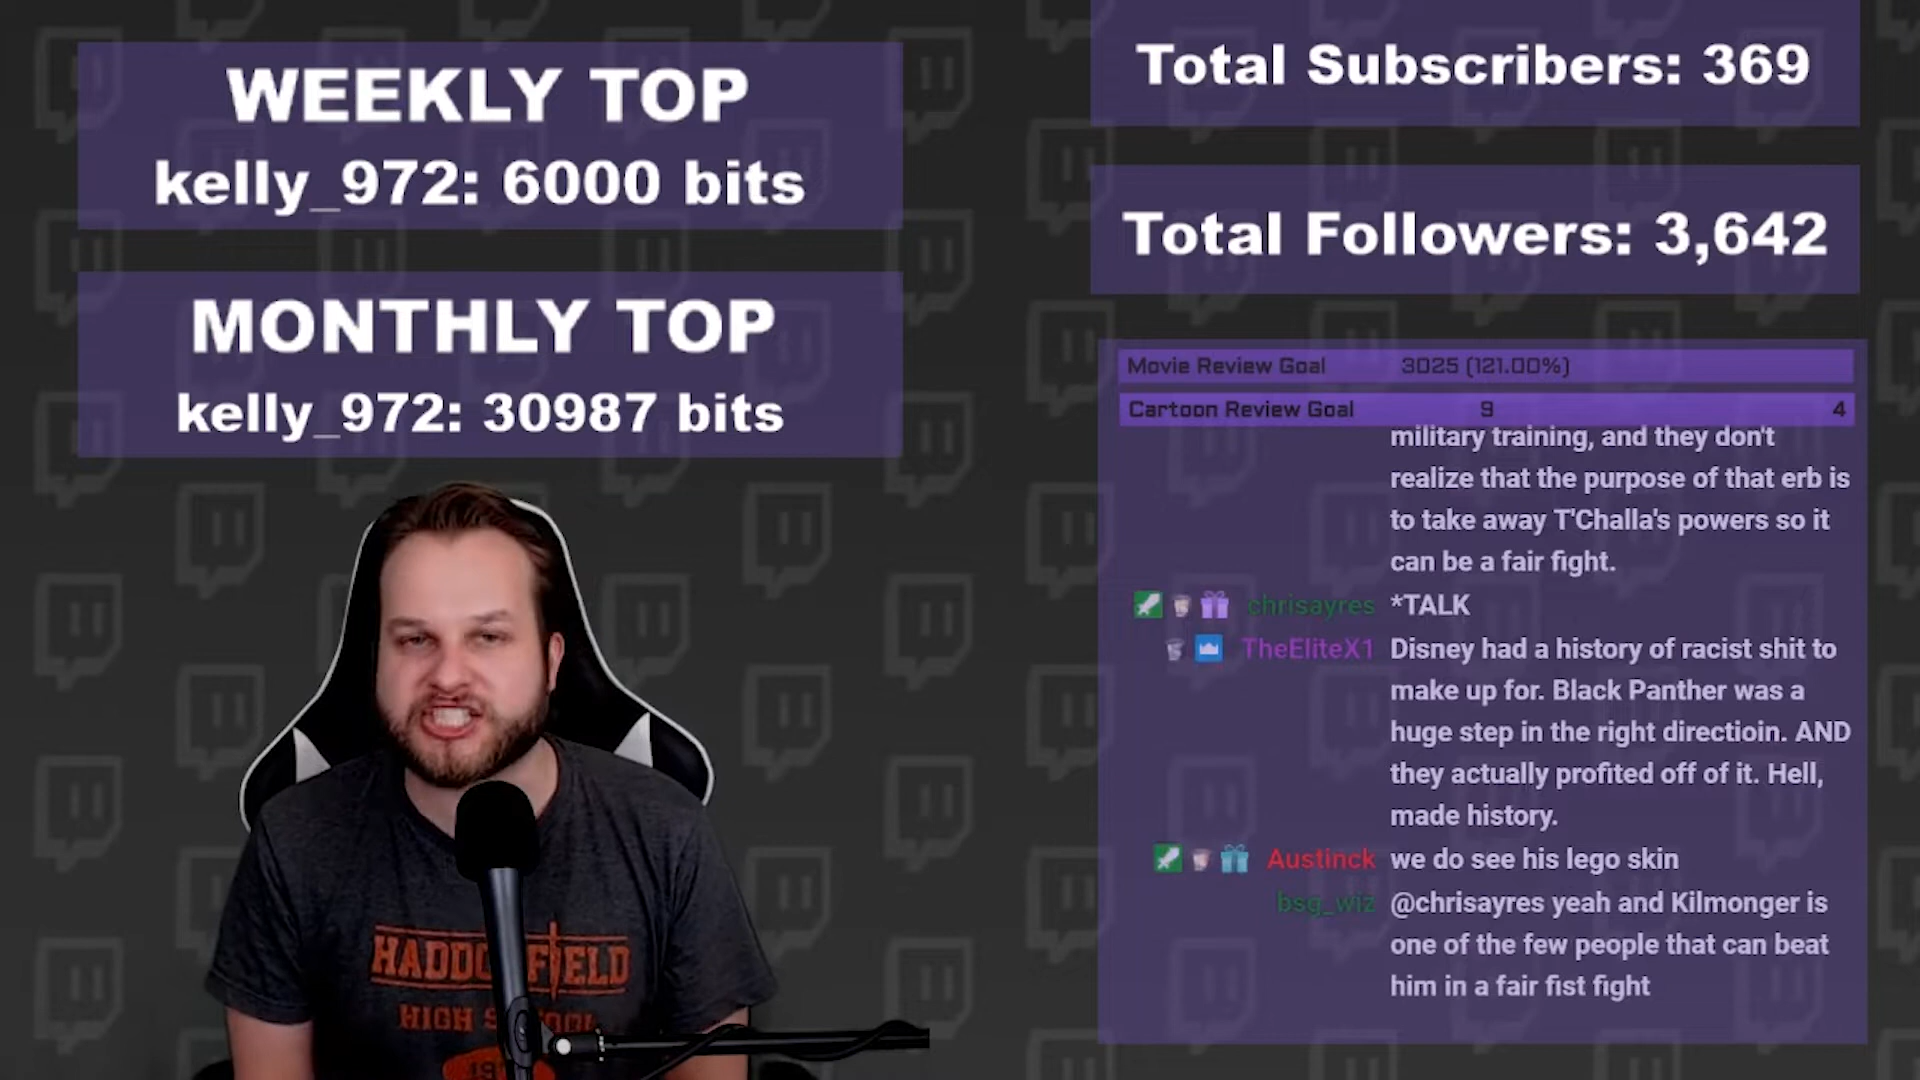 WEEKLY TOP
kelly_972: 6000 bits
MONTHLY TOP
kelly_972: 30987 bits
Total Subscribers: 369
Total Followers: 3,642
Movie Review Goal 3025 (121.00%)
Cartoon Review Goal 9 4
military training, and they don't
realize that the purpose of that erb is
to take away T'Challa's powers so it
can be a fair fight.
chrisayres *TALK
TheEliteX1 Disney had a history of racist shit to
make up for. Black Panther was a
huge step in the right directioin. AND
they actually profited off of it. Hell,
made history.
Austinck we do see his lego skin
bsg_wiz @chrisayres yeah and Kilmonger is
one of the few people that can beat
him in a fair fist fight
HIGH